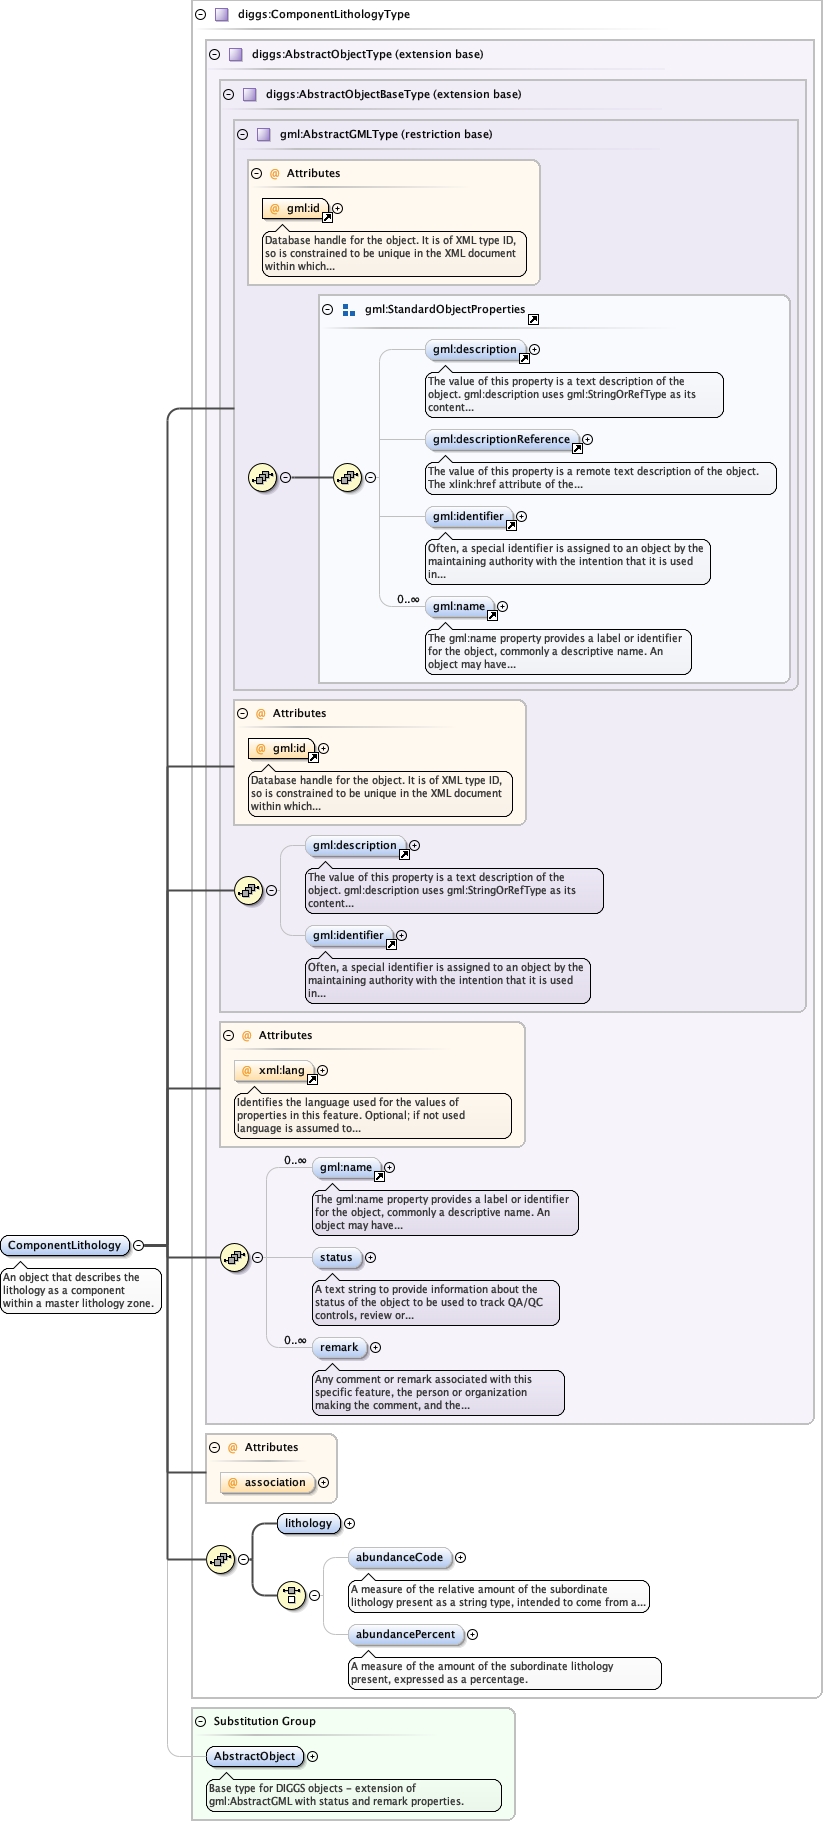 diggs:ComponentLithologyType
diggs:AbstractObjectType (extension base)
diggs:AbstractObjectBaseType (extension base)
gml:AbstractGMLType (restriction base)
@ Attributes
@ gml:id
Database handle for the object. It is of XML type ID,
so is constrained to be unique in the XML document
within which...
gml:StandardObjectProperties
gml:description
The value of this property is a text description of the
object. gml:description uses gml:StringOrRefType as its
content...
gml:descriptionReference
The value of this property is a remote text description of the object.
The xlink:href attribute of the...
gml:identifier
Often, a special identifier is assigned to an object by the
maintaining authority with the intention that it is used
in...
0..∞
gml:name
The gml:name property provides a label or identifier
for the object, commonly a descriptive name. An
object may have...
@ Attributes
@ gml:id
Database handle for the object. It is of XML type ID,
so is constrained to be unique in the XML document
within which...
gml:description
The value of this property is a text description of the
object. gml:description uses gml:StringOrRefType as its
content...
gml:identifier
Often, a special identifier is assigned to an object by the
maintaining authority with the intention that it is used
in...
@ Attributes
@ xml:lang
Identifies the language used for the values of
properties in this feature. Optional; if not used
language is assumed to...
0..∞
gml:name
The gml:name property provides a label or identifier
for the object, commonly a descriptive name. An
object may have...
ComponentLithology
An object that describes the
lithology as a component
within a master lithology zone.
status
A text string to provide information about the
status of the object to be used to track QA/QC
controls, review or...
0..∞
remark
Any comment or remark associated with this
specific feature, the person or organization
making the comment, and the...
@ Attributes
@ association
lithology
abundanceCode
A measure of the relative amount of the subordinate
lithology present as a string type, intended to come from a...
abundancePercent
A measure of the amount of the subordinate lithology
present, expressed as a percentage.
Substitution Group
AbstractObject
Base type for DIGGS objects – extension of
gml:AbstractGML with status and remark properties.